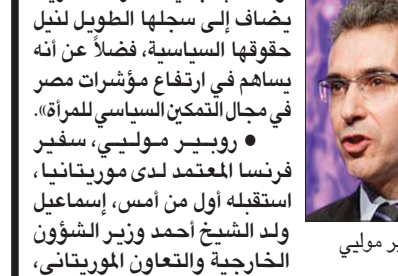 يضاف إلى سجلها الطويل لنيل
حقوقها السياسية، فضلاً عن أنه
يساهم في ارتفاع مؤشرات مصر
في مجال التمكين السياسي للمرأة».
● روبير موليي، سفير
فرنسا المعتمد لدى موريتانيا،
استقبله أول من أمس، إسماعيل
ولد الشيخ أحمد وزير الشؤون
الخارجية والتعاون الموريتاني،
موليي